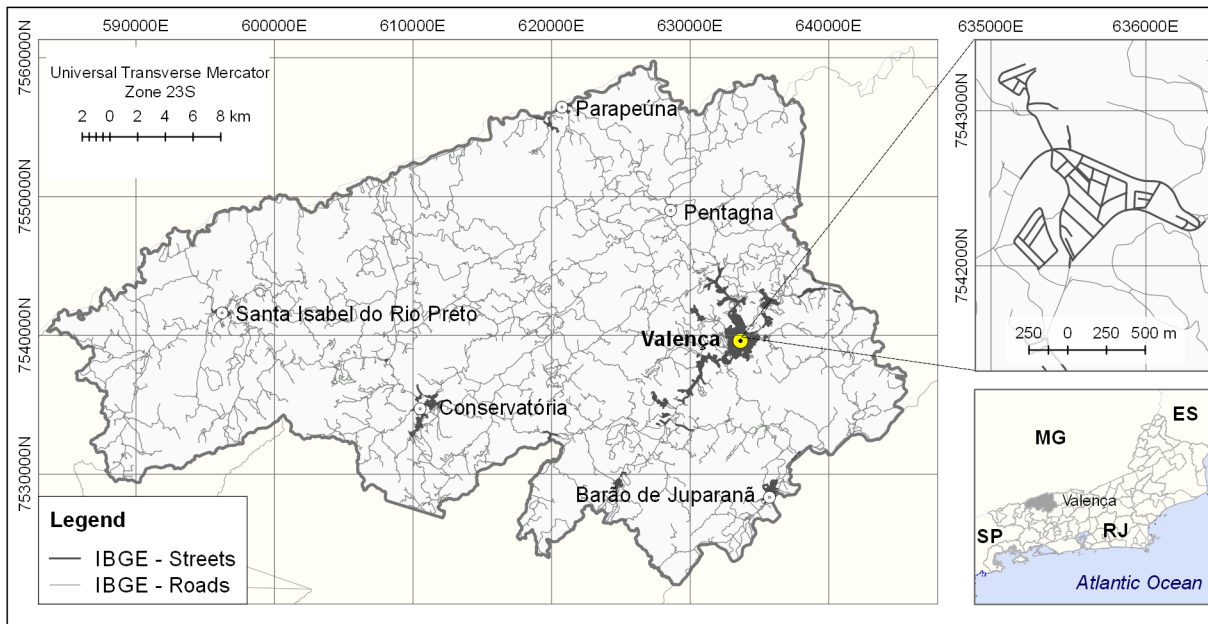 590000E 600000E 610000E 620000E 630000E 640000E
635000E 636000E
7560000N
7550000N
7540000N
7530000N
Universal Transverse Mercator
Zone 23S
2 0 2 4 6 8 km
Parapeúna
Pentagna
Santa Isabel do Rio Preto
Valença
Conservatória
Barão de Juparanã
Legend
IBGE - Streets
IBGE - Roads
7543000N
7542000N
250 0 250 500 m
ES
MG
Valença
SP
RJ
Atlantic Ocean